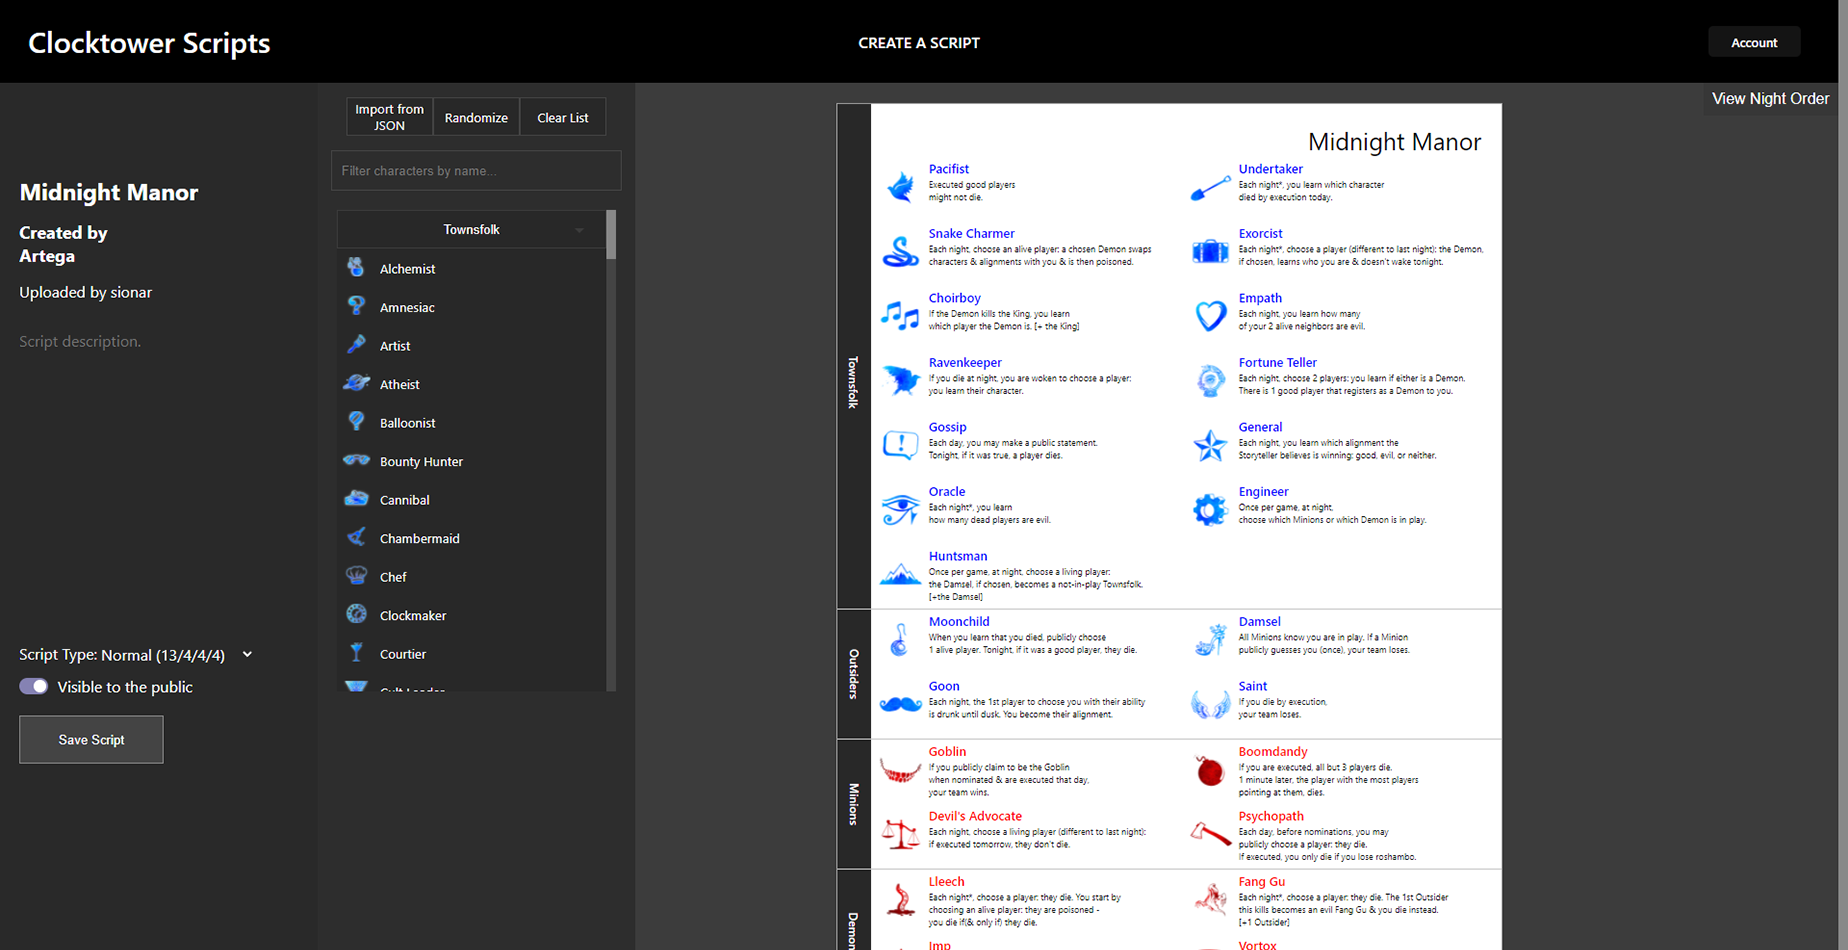 Clocktower Scripts
CREATE A SCRIPT
Account
View Night Order
Midnight Manor
Created by
Artega
Uploaded by sionar
Script description.
Script Type: Normal (13/4/4/4)
Visible to the public
Save Script
Import from
JSON
Randomize
Clear List
Filter characters by name...
Townsfolk
Alchemist
Amnesiac
Artist
Atheist
Balloonist
Bounty Hunter
Cannibal
Chambermaid
Chef
Clockmaker
Courtier
Cult Leader
Midnight Manor
Townsfolk
Pacifist
Executed good players
might not die.
Undertaker
Each night*, you learn which character
died by execution today.
Snake Charmer
Each night, choose an alive player: a chosen Demon swaps
characters & alignments with you & is then poisoned.
Exorcist
Each night*, choose a player (different to last night): the Demon,
if chosen, learns who you are & doesn't wake tonight.
Choirboy
If the Demon kills the King, you learn
which player the Demon is. [+ the King]
Empath
Each night, you learn how many
of your 2 alive neighbors are evil.
Ravenkeeper
If you die at night, you are woken to choose a player:
you learn their character.
Fortune Teller
Each night, choose 2 players: you learn if either is a Demon.
There is 1 good player that registers as a Demon to you.
Gossip
Each day, you may make a public statement.
Tonight, if it was true, a player dies.
General
Each night, you learn which alignment the
Storyteller believes is winning: good, evil, or neither.
Oracle
Each night*, you learn
how many dead players are evil.
Engineer
Once per game, at night,
choose which Minions or which Demon is in play.
Huntsman
Once per game, at night, choose a living player:
the Damsel, if chosen, becomes a not-in-play Townsfolk.
[+the Damsel]
Outsiders
Moonchild
When you learn that you died, publicly choose
1 alive player. Tonight, if it was a good player, they die.
Damsel
All Minions know you are in play. If a Minion
publicly guesses you (once), your team loses.
Goon
Each night, the 1st player to choose you with their ability
is drunk until dusk. You become their alignment.
Saint
If you die by execution,
your team loses.
Minions
Goblin
If you publicly claim to be the Goblin
when nominated & are executed that day,
your team wins.
Boomdandy
If you are executed, all but 3 players die.
1 minute later, the player with the most players
pointing at them, dies.
Devil's Advocate
Each night, choose a living player (different to last night):
if executed tomorrow, they don't die.
Psychopath
Each day, before nominations, you may
publicly choose a player: they die.
If executed, you only die if you lose roshambo.
Demon
Lleech
Each night*, choose a player: they die. You start by
choosing an alive player: they are poisoned -
you die if(& only if) they die.
Fang Gu
Each night*, choose a player: they die. The 1st Outsider
this kills becomes an evil Fang Gu & you die instead.
[+1 Outsider]
Imp
Vortox